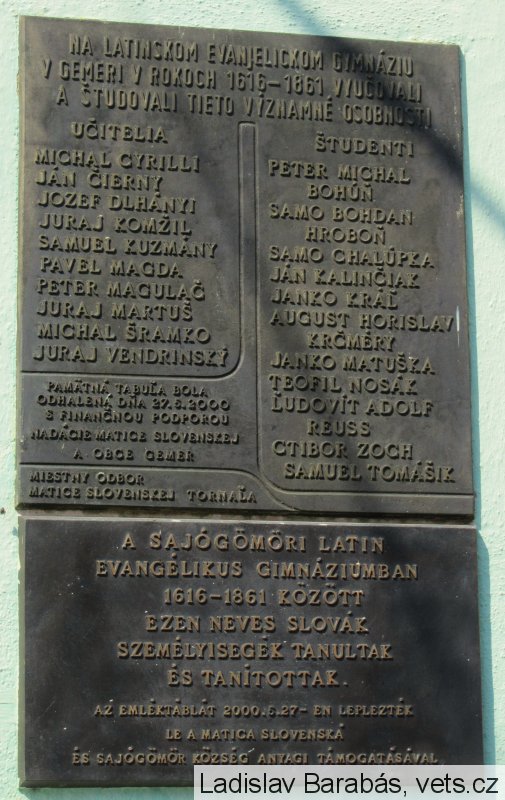 NA LATINSKOM EVANJELICKOM GYMNÁZIU
V GEMERI V ROKOCH 1616-1861 VYUČOVALI
A ŠTUDOVALI TIETO VÝZNAMNÉ OSOBNOSTI
UČITELIA
MICHAL CYRILLI
JÁN ČIERNY
JOZEF DLHÁNYI
JURAJ KOMŽIL
SAMUEL KUZMÁNY
PAVEL MAGDA
PETER MAGULAČ
JURAJ MARTUŠ
MICHAL ŠRAMKO
JURAJ VENDRINSKÝ
ŠTUDENTI
PETER MICHAL
BOHÚŇ
SAMO BOHDAN
HROBOŇ
SAMO CHALÚPKA
JÁN KALINČIAK
JANKO KRÁĽ
AUGUST HORISLAV
KRČMÉRY
JANKO MATUŠKA
TEOFIL NOSÁK
ĽUDOVÍT ADOLF
REUSS
CTIBOR ZOCH
SAMUEL TOMÁŠIK
PAMÄTNÁ TABUĽA BOLA
ODHALENÁ DŇA 27.5.2000
S FINANČNOU PODPOROU
NADÁCIE MATICE SLOVENSKEJ
A OBCE GEMER
MIESTNY ODBOR
MATICE SLOVENSKEJ TORNAĽA
A SAJÓGÖMÖRI LATIN
EVANGÉLIKUS GIMNÁZIUMBAN
1616-1861 KÖZÖTT
EZEN NEVES SLOVÁK
SZEMÉLYISEGEK TANULTAK
ÉS TANÍTOTTAK.
AZ EMLÉKTÁBLÁT 2000.5.27-EN LEPLEZTÉK
LE A MATICA SLOVENSKÁ
ÉS SAJÓGÖMÖR KÖZSÉG ANYAGI TÁMOGATÁSÁVAL
Ladislav Barabás, vets.cz